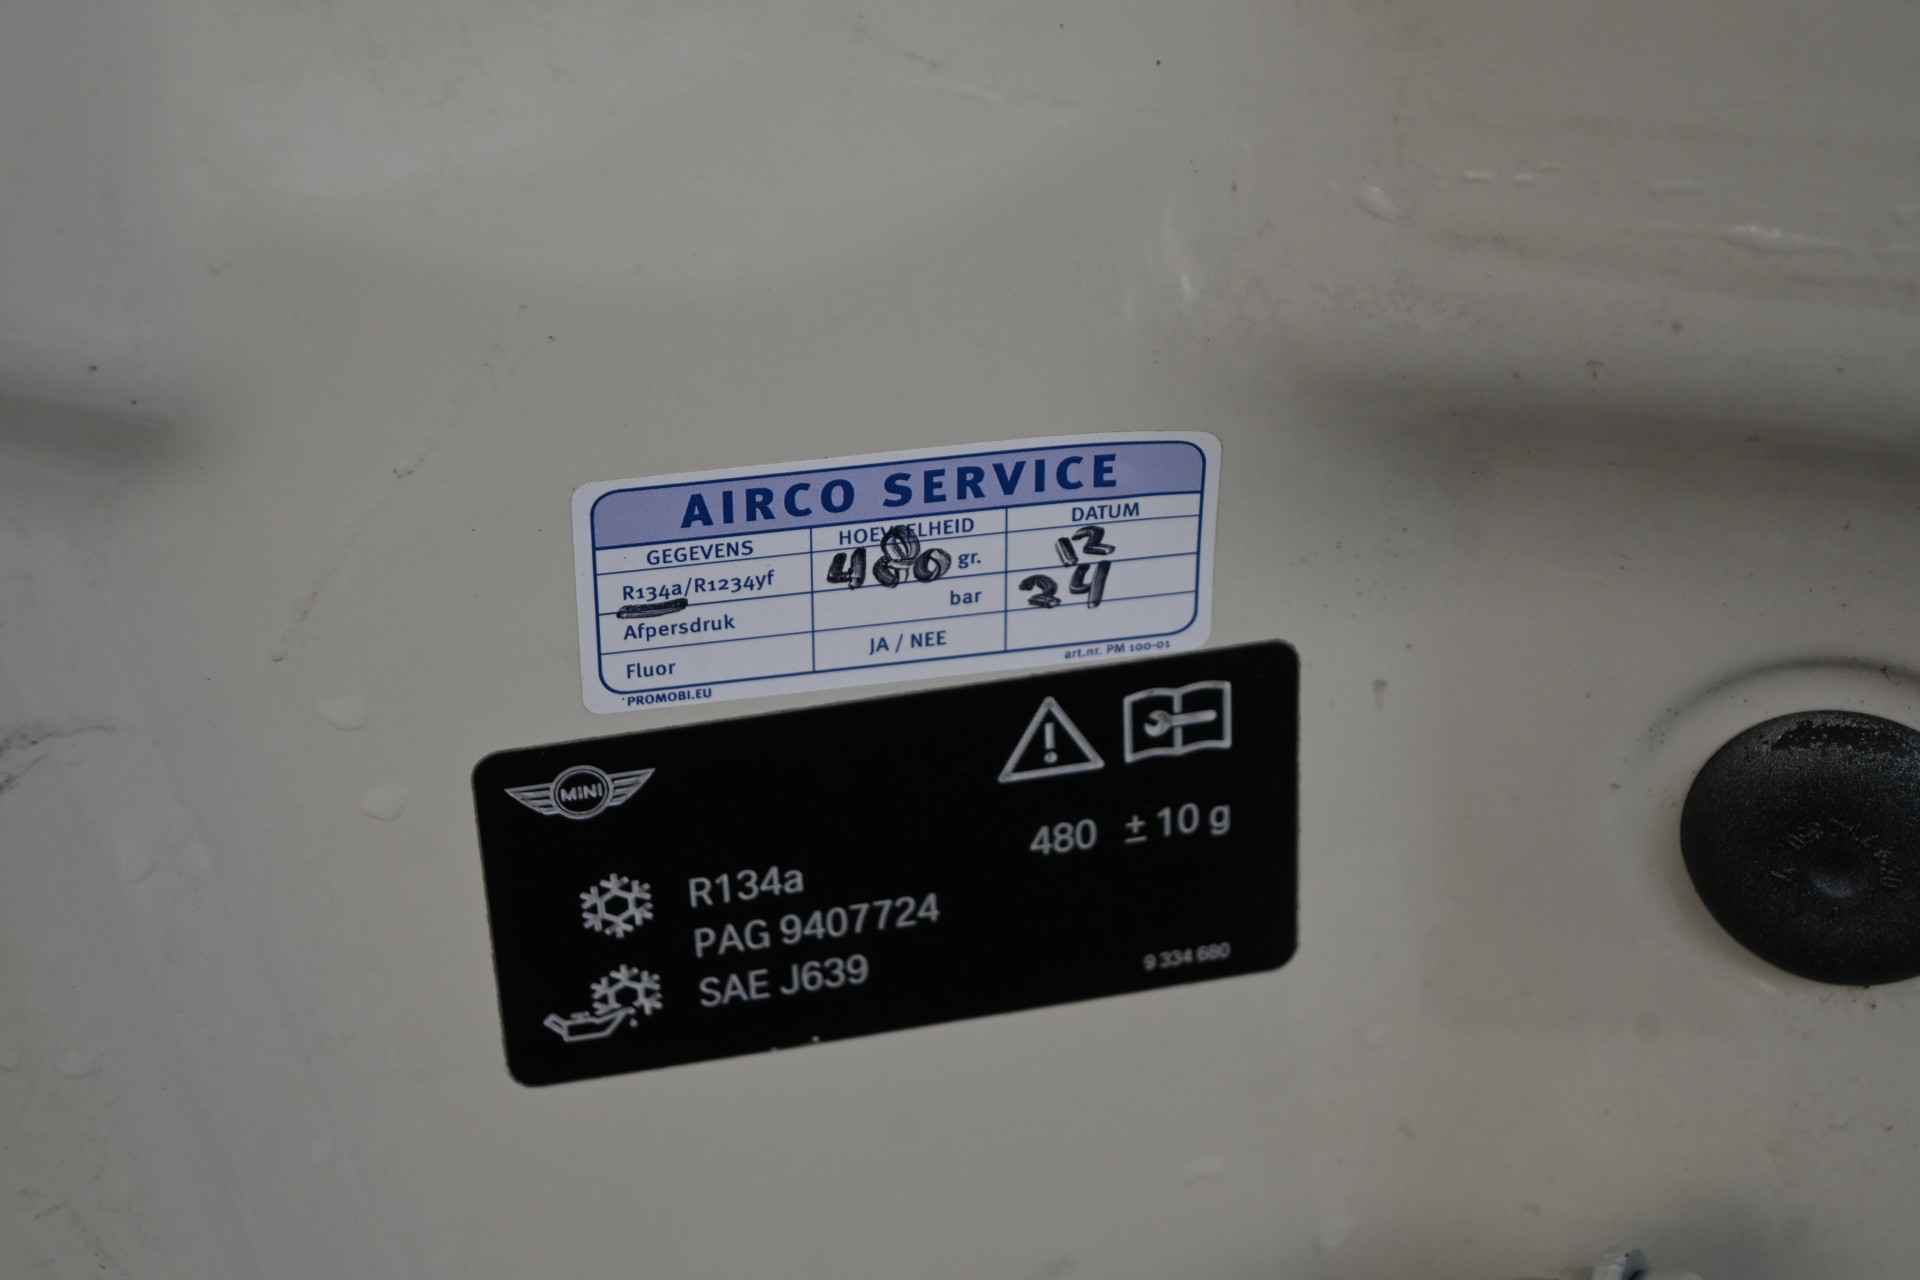 AIRCO SERVICE
GEGEVENS HOEVEELHEID DATUM
R134a/R1234yf 480 gr. 12
Afpersdruk bar 24
Fluor JA / NEE
PROMOBI.EU art.nr. PM 100-01
MINI
480 ± 10 g
R134a
PAG 9407724
SAE J639
9 334 680